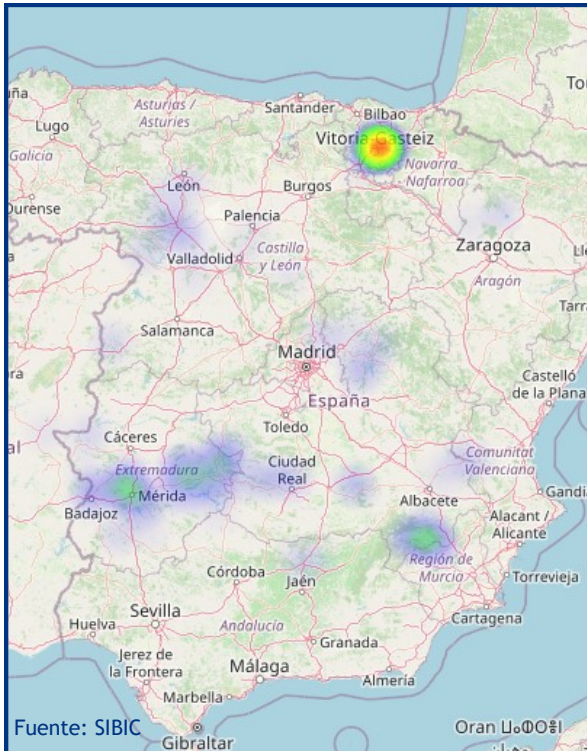 Asturias /
Asturies
Santander
Bilbao
Lugo
Galicia
Vitoria-Gasteiz
Navarra
Nafarroa
León
Burgos
Ourense
Palencia
Castilla
y León
Valladolid
Zaragoza
Aragón
Salamanca
Madrid
España
Castelló
de la Plana
Toledo
Cáceres
Extremadura
Ciudad
Real
Comunitat
Valenciana
Mérida
Badajoz
Albacete
Alacant /
Alicante
Región de
Murcia
Córdoba
Jaén
Torrevieja
Sevilla
Andalucía
Cartagena
Huelva
Granada
Jerez de
la Frontera
Málaga
Almería
Marbella
Fuente: SIBIC
Gibraltar
Oran ⵡⴰⵀⵔⴰⵏ